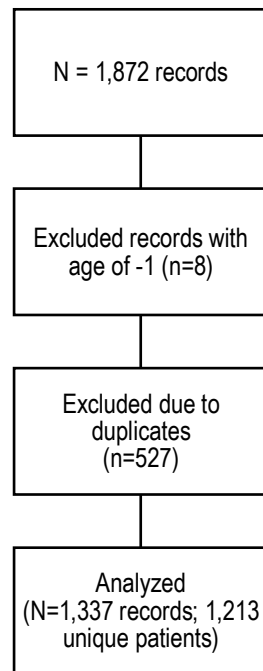 N = 1,872 records
Excluded records with
age of -1 (n=8)
Excluded due to
duplicates
(n=527)
Analyzed
(N=1,337 records; 1,213
unique patients)